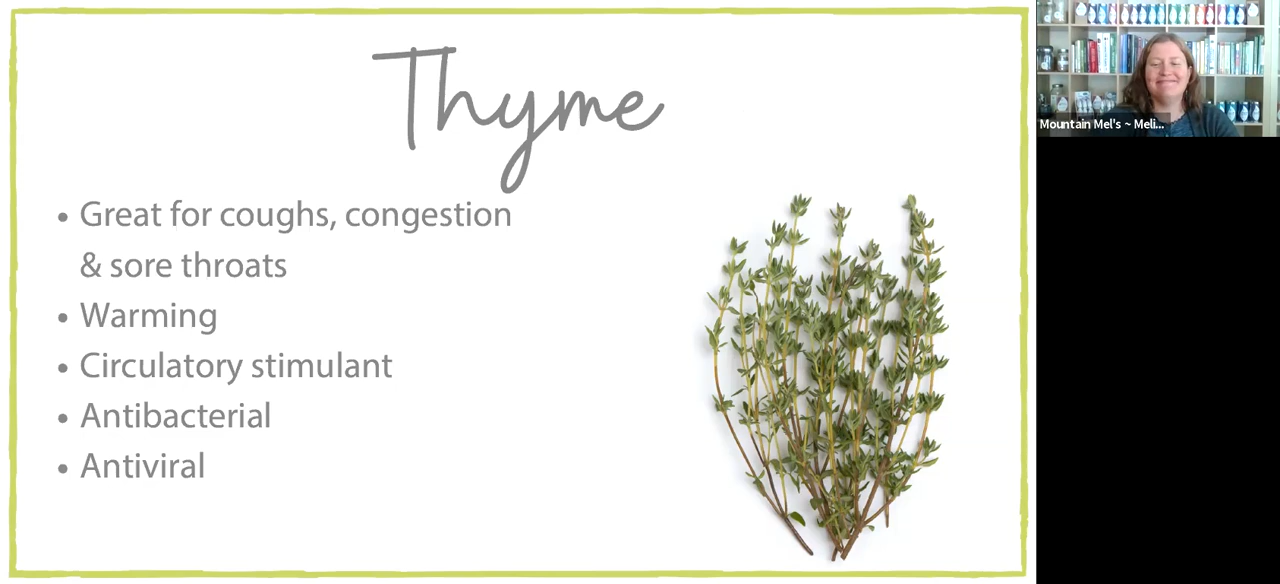 Thyme
• Great for coughs, congestion
& sore throats
• Warming
• Circulatory stimulant
• Antibacterial
• Antiviral
Mountain Mel's ~ Meli...